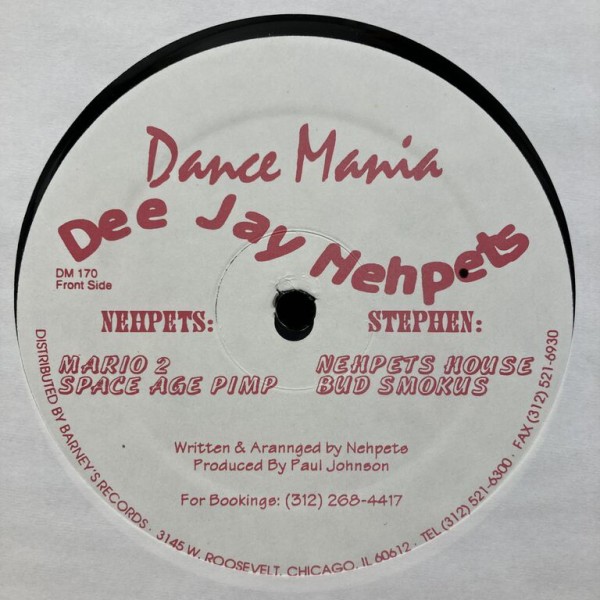 Dance Mania
Dee Jay Nehpets
DM 170
Front Side
NEHPETS:
MARIO 2
SPACE AGE PIMP
STEPHEN:
NEHPETS HOUSE
BUD SMOKUS
Written & Arannged by Nehpets
Produced By Paul Johnson
For Bookings: (312) 268-4417
DISTRIBUTED BY BARNEY'S RECORDS · 3145 W. ROOSEVELT, CHICAGO, IL 60612 · TEL (312) 521-6300 · FAX (312) 521-6930